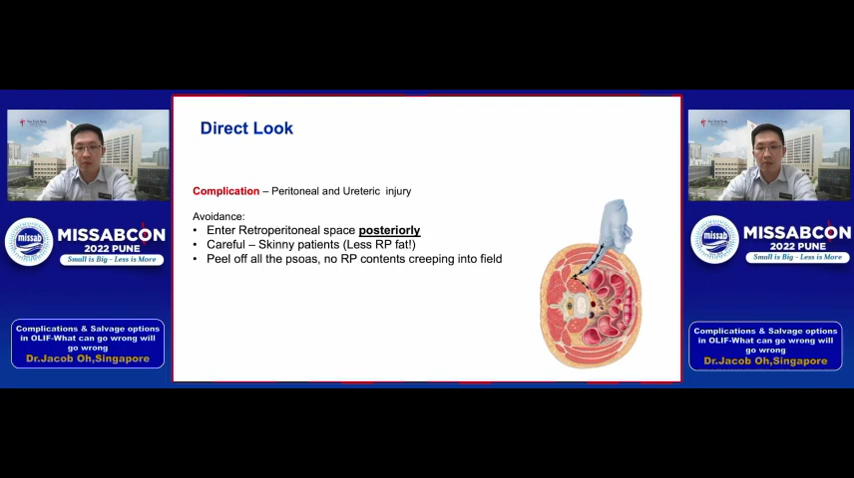 missab
MISSABCON
2022 PUNE
Small is Big - Less is More
Complications & Salvage options
in OLIF-What can go wrong will
go wrong
Dr.Jacob Oh,Singapore
Direct Look
Complication – Peritoneal and Ureteric injury
Avoidance:
• Enter Retroperitoneal space posteriorly
• Careful – Skinny patients (Less RP fat!)
• Peel off all the psoas, no RP contents creeping into field
missab
MISSABCON
2022 PUNE
Small is Big - Less is More
Complications & Salvage options
in OLIF-What can go wrong will
go wrong
Dr.Jacob Oh,Singapore